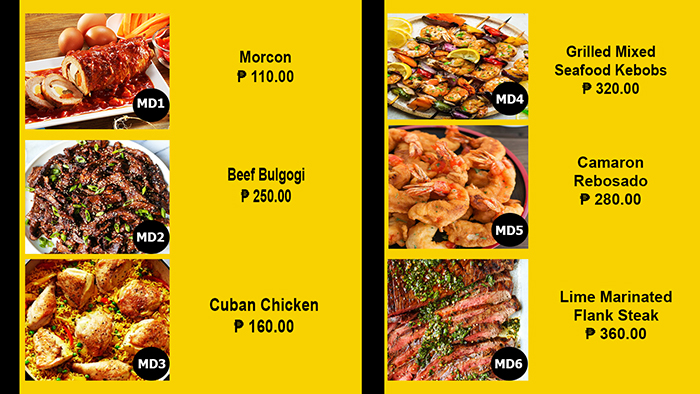 MD1
Morcon
₱ 110.00
MD2
Beef Bulgogi
₱ 250.00
MD3
Cuban Chicken
₱ 160.00
MD4
Grilled Mixed
Seafood Kebobs
₱ 320.00
MD5
Camaron
Rebosado
₱ 280.00
MD6
Lime Marinated
Flank Steak
₱ 360.00